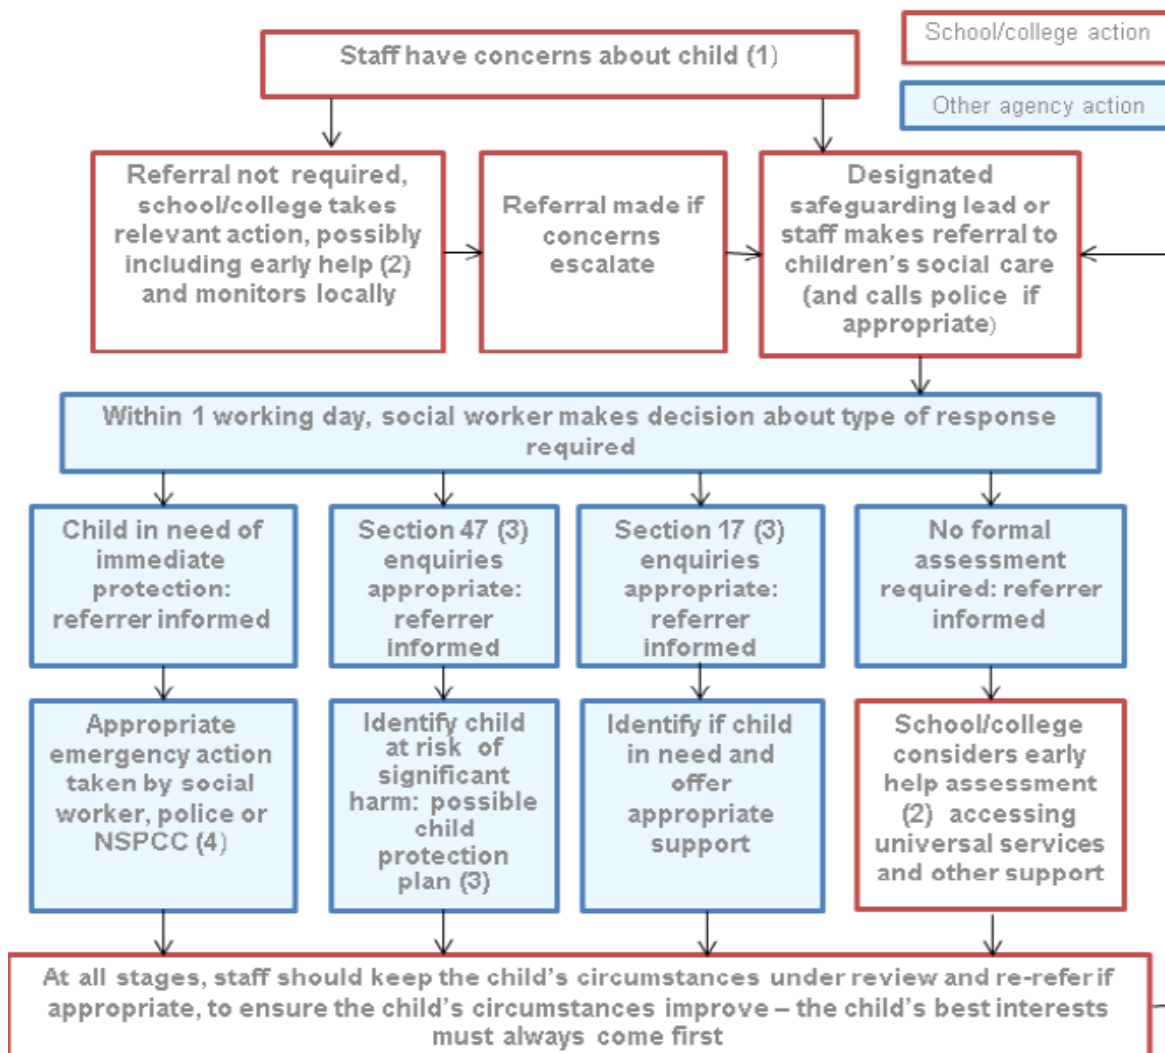 School/college action
Other agency action
Staff have concerns about child (1)
Referral not required,
school/college takes
relevant action, possibly
including early help (2)
and monitors locally
Referral made if
concerns
escalate
Designated
safeguarding lead or
staff makes referral to
children's social care
(and calls police if
appropriate)
Within 1 working day, social worker makes decision about type of response
required
Child in need of
immediate
protection:
referrer informed
Section 47 (3)
enquiries
appropriate:
referrer
informed
Section 17 (3)
enquiries
appropriate:
referrer
informed
No formal
assessment
required: referrer
informed
Appropriate
emergency action
taken by social
worker, police or
NSPCC (4)
Identify child
at risk of
significant
harm: possible
child
protection
plan (3)
Identify if child
in need and
offer
appropriate
support
School/college
considers early
help assessment
(2) accessing
universal services
and other support
At all stages, staff should keep the child's circumstances under review and re-refer if
appropriate, to ensure the child's circumstances improve – the child's best interests
must always come first